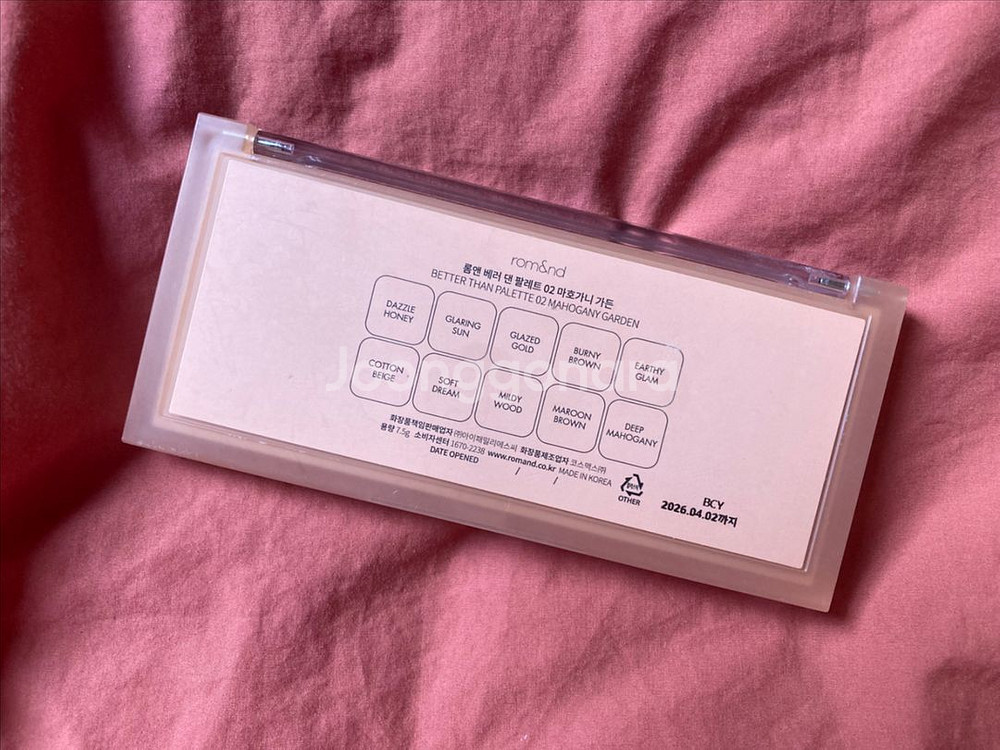 rom&nd
롬앤 베러 댄 팔레트 02 마호가니 가든
BETTER THAN PALETTE 02 MAHOGANY GARDEN
DAZZLE HONEY
GLARING SUN
GLAZED GOLD
BURNY BROWN
EARTHY GLAM
COTTON BEIGE
SOFT DREAM
MILDY WOOD
MAROON BROWN
DEEP MAHOGANY
Joonggonara
화장품책임판매업자 ㈜아이패밀리에스씨 화장품제조업자 코스맥스㈜
용량 7.5g 소비자센터 1670-2238 www.romand.co.kr MADE IN KOREA
DATE OPENED / /
OTHER
BCY
2026.04.02까지